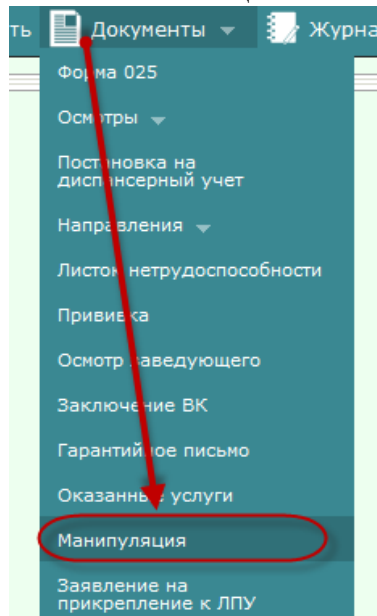 ть Документы Журна
Форма 025
Осмотры
Постановка на
диспансерный учет
Направления
Листок нетрудоспособности
Прививка
Осмотр заведующего
Заключение ВК
Гарантийное письмо
Оказанные услуги
Манипуляция
Заявление на
прикрепление к ЛПУ